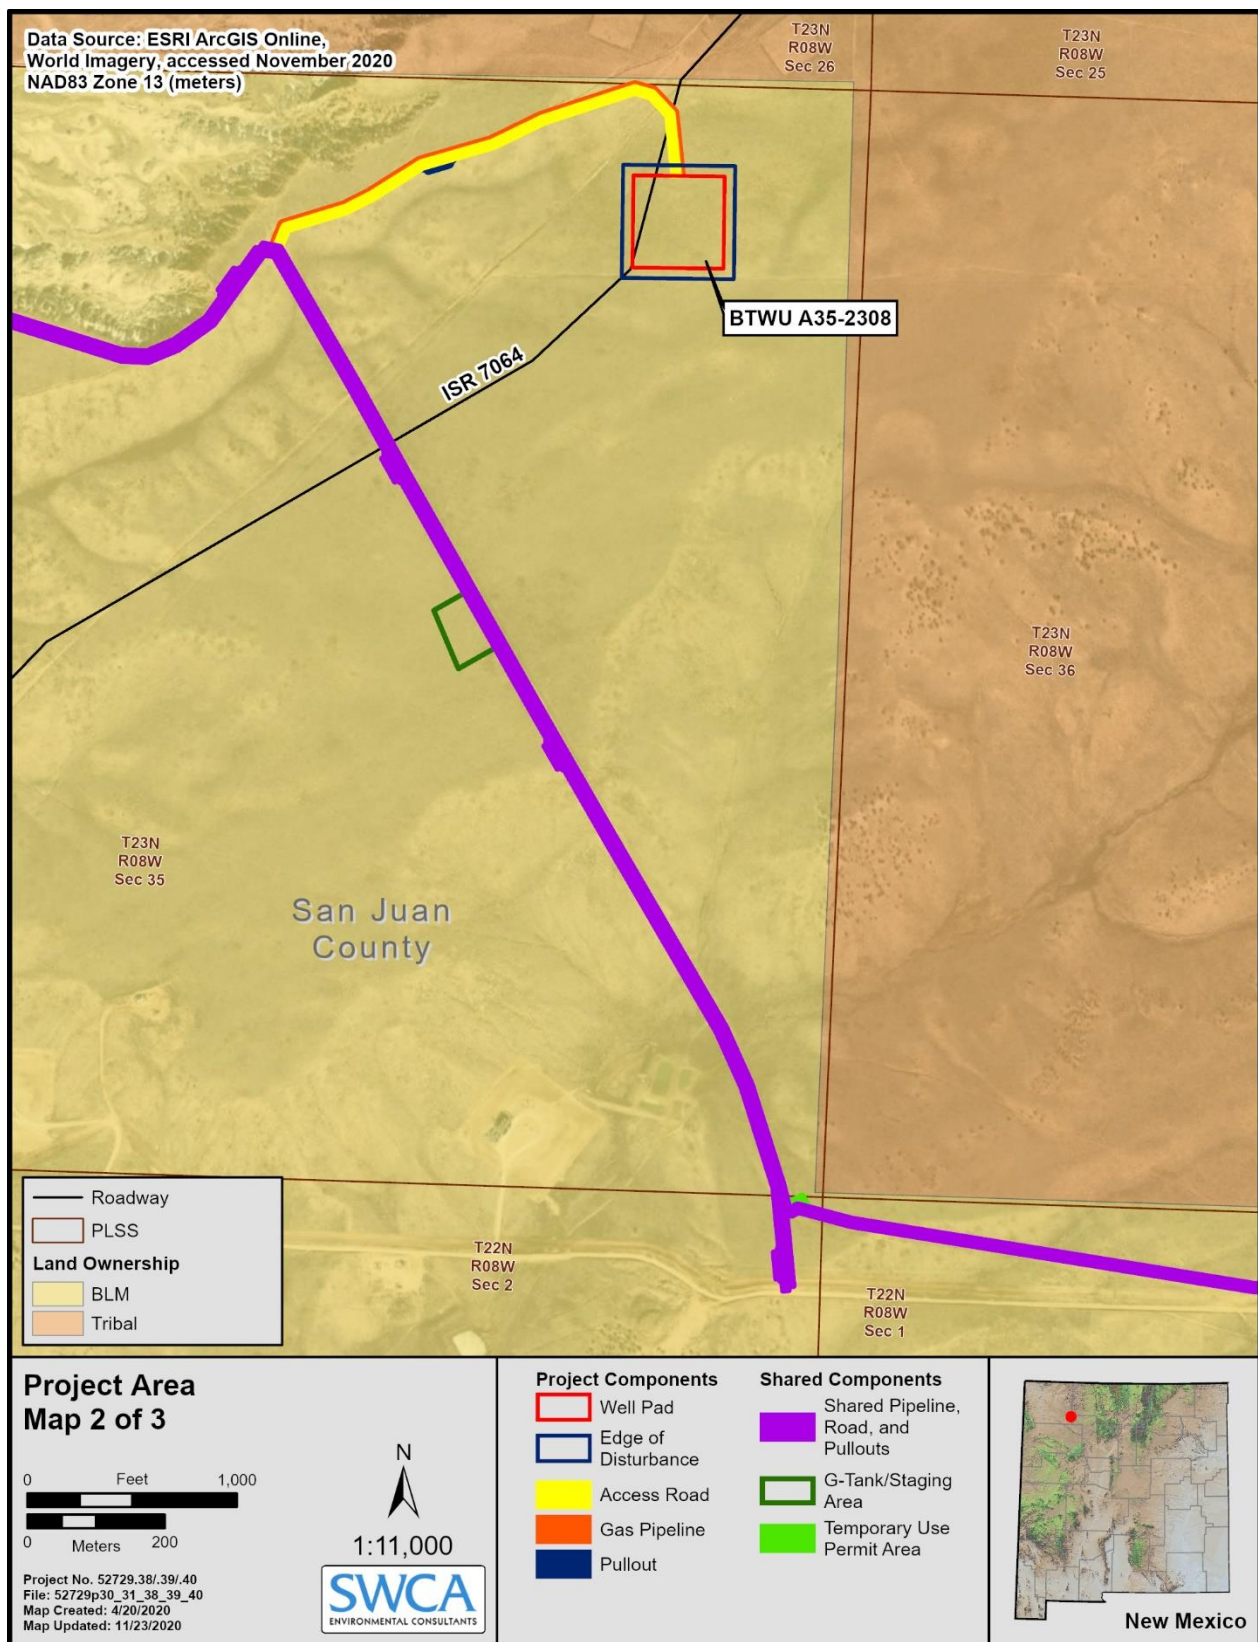 Data Source: ESRI ArcGIS Online,
World Imagery, accessed November 2020
NAD83 Zone 13 (meters)
T23N
R08W
Sec 26
T23N
R08W
Sec 25
BTWU A35-2308
ISR 7064
T23N
R08W
Sec 36
T23N
R08W
Sec 35
San Juan
County
T22N
R08W
Sec 2
T22N
R08W
Sec 1
Roadway
PLSS
Land Ownership
BLM
Tribal
Project Area
Map 2 of 3
0 Feet 1,000
0 Meters 200
N
1:11,000
Project No. 52729.38/.39/.40
File: 52729p30_31_38_39_40
Map Created: 4/20/2020
Map Updated: 11/23/2020
SWCA
ENVIRONMENTAL CONSULTANTS
Project Components
Well Pad
Edge of
Disturbance
Access Road
Gas Pipeline
Pullout
Shared Components
Shared Pipeline,
Road, and
Pullouts
G-Tank/Staging
Area
Temporary Use
Permit Area
New Mexico